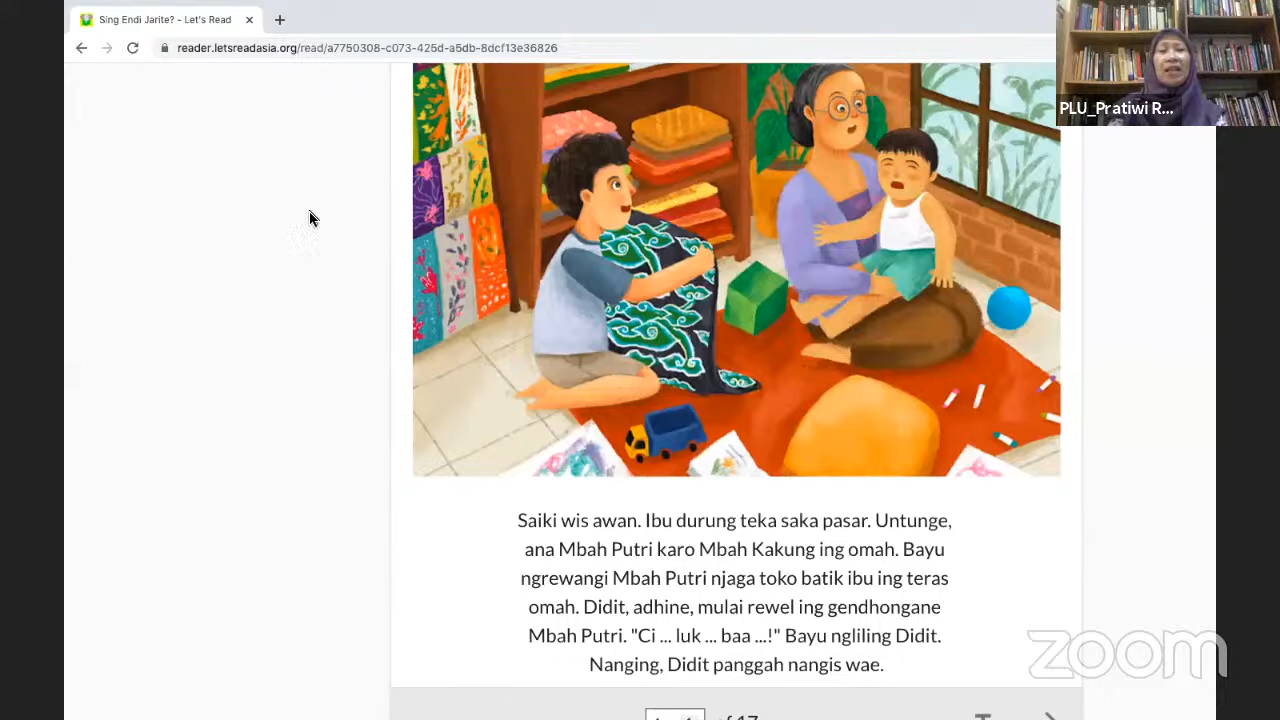 Sing Endi Jarite? - Let's Read
reader.letsreadasia.org/read/a7750308-c073-425d-a5db-8dcf13e36826
PLU_Pratiwi R...
Saiki wis awan. Ibu durung teka saka pasar. Untunge,
ana Mbah Putri karo Mbah Kakung ing omah. Bayu
ngrewangi Mbah Putri njaga toko batik ibu ing teras
omah. Didit, adhine, mulai rewel ing gendhongane
Mbah Putri. "Ci ... luk ... baa ...!" Bayu ngliling Didit.
Nanging, Didit panggah nangis wae.
zoom
of 17